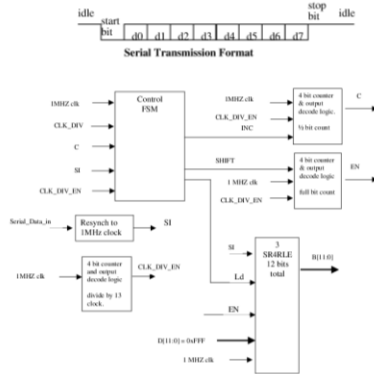 idle
start
bit
d0 d1 d2 d3 d4 d5 d6 d7
stop
bit
idle
Serial Transmission Format
1MHZ clk
CLK_DIV
C
SI
CLK_DIV_EN
Control
FSM
1MHZ clk
CLK_DIV_EN
INC
4 bit counter
& output
decode logic.
½ bit count
C
SHIFT
1 MHZ clk
CLK_DIV_EN
4 bit counter
& output
decode logic
full bit count
EN
Serial_Data_in
Resynch to
1MHz clock
SI
1MHZ clk
4 bit counter
and output
decode logic
divide by 13
clock.
CLK_DIV_EN
SI
Ld
EN
D[11:0] = 0xFFF
1 MHZ clk
3
SR4RLE
12 bits
total
B[11:0]